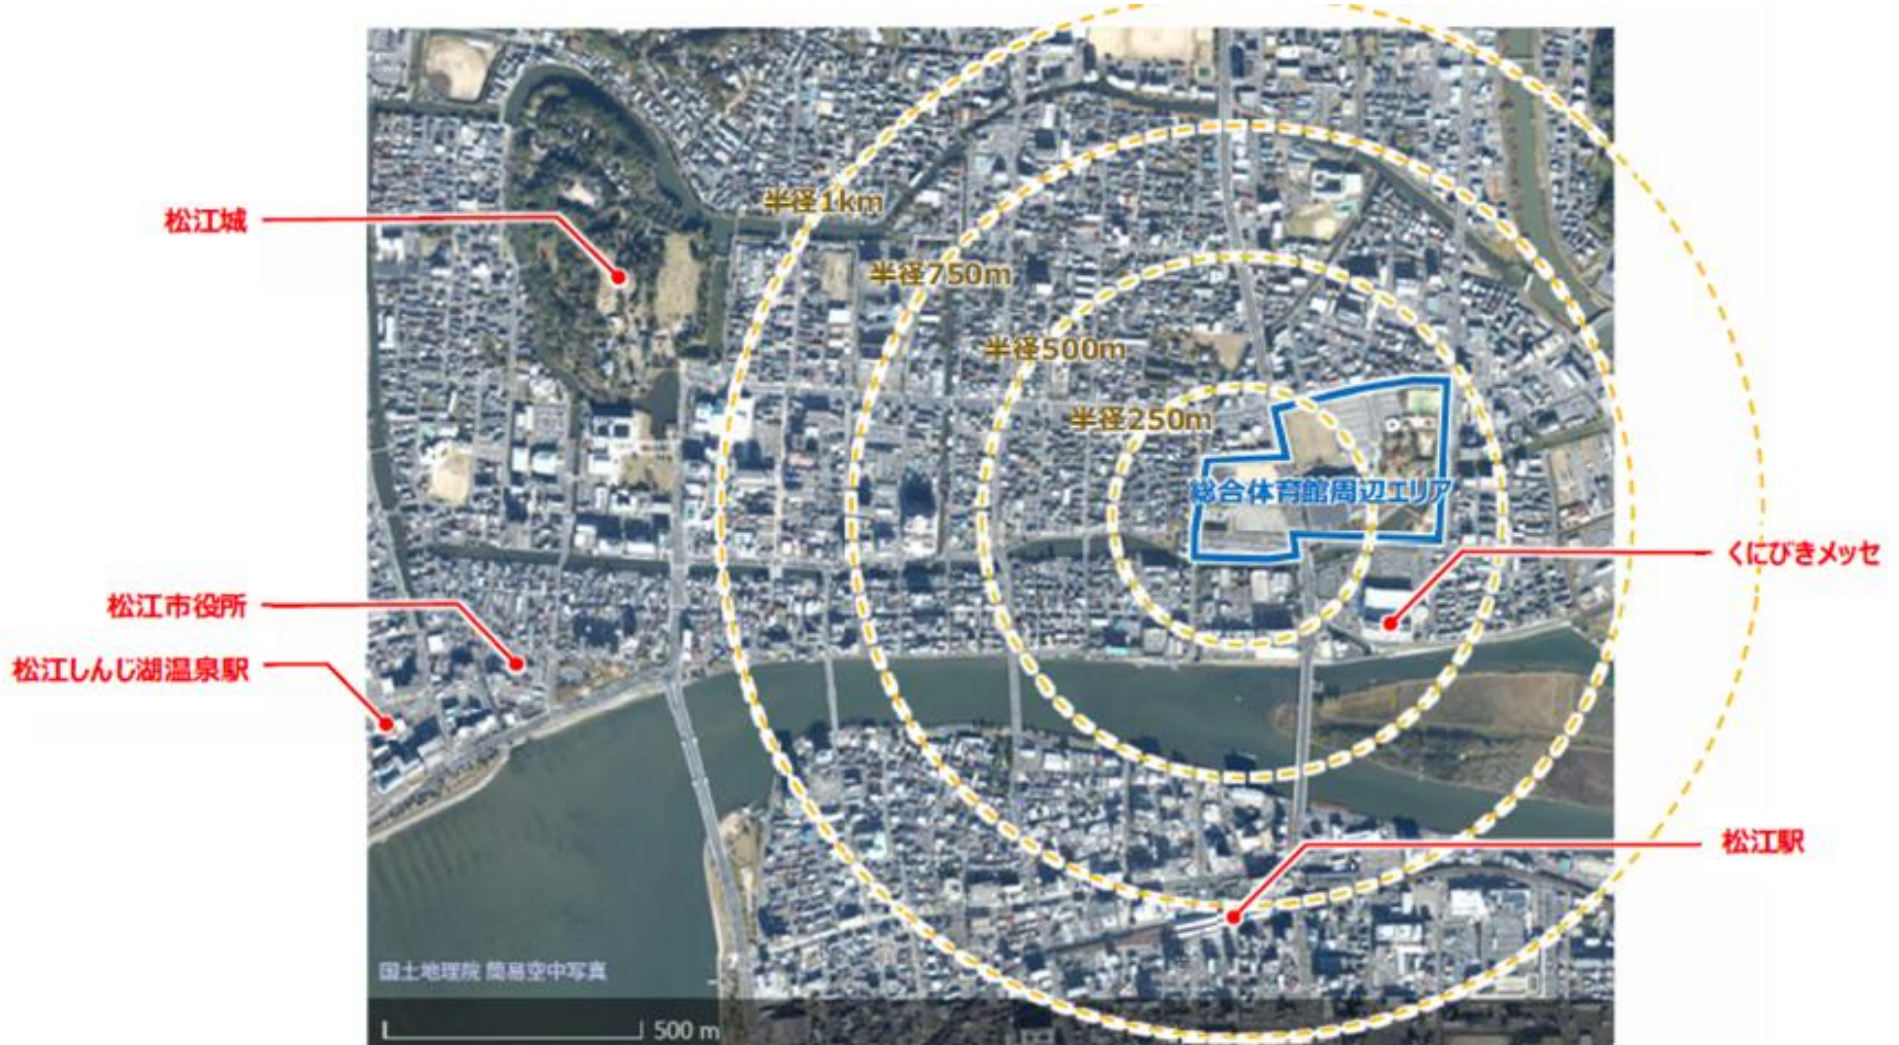 半径1km
松江城
半径750m
半径500m
半径250m
総合体育館周辺エリア
くにびきメッセ
松江市役所
松江しんじ湖温泉駅
松江駅
国土地理院 簡易空中写真
500 m